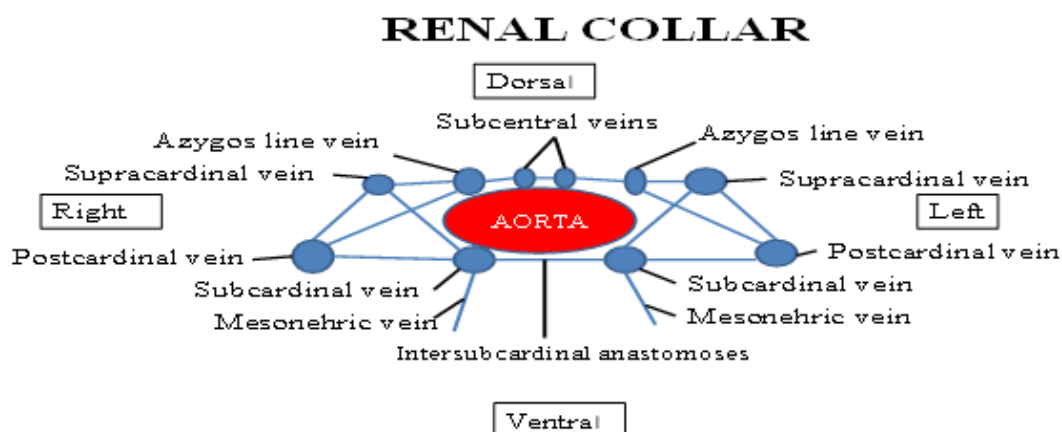 RENAL COLLAR
Dorsal
Subcentral veins
Azygos line vein
Azygos line vein
Supracardinal vein
Supracardinal vein
Right
AORTA
Left
Postcardinal vein
Postcardinal vein
Subcardinal vein
Subcardinal vein
Mesonehric vein
Mesonehric vein
Intersubcardinal anastomoses
Ventral